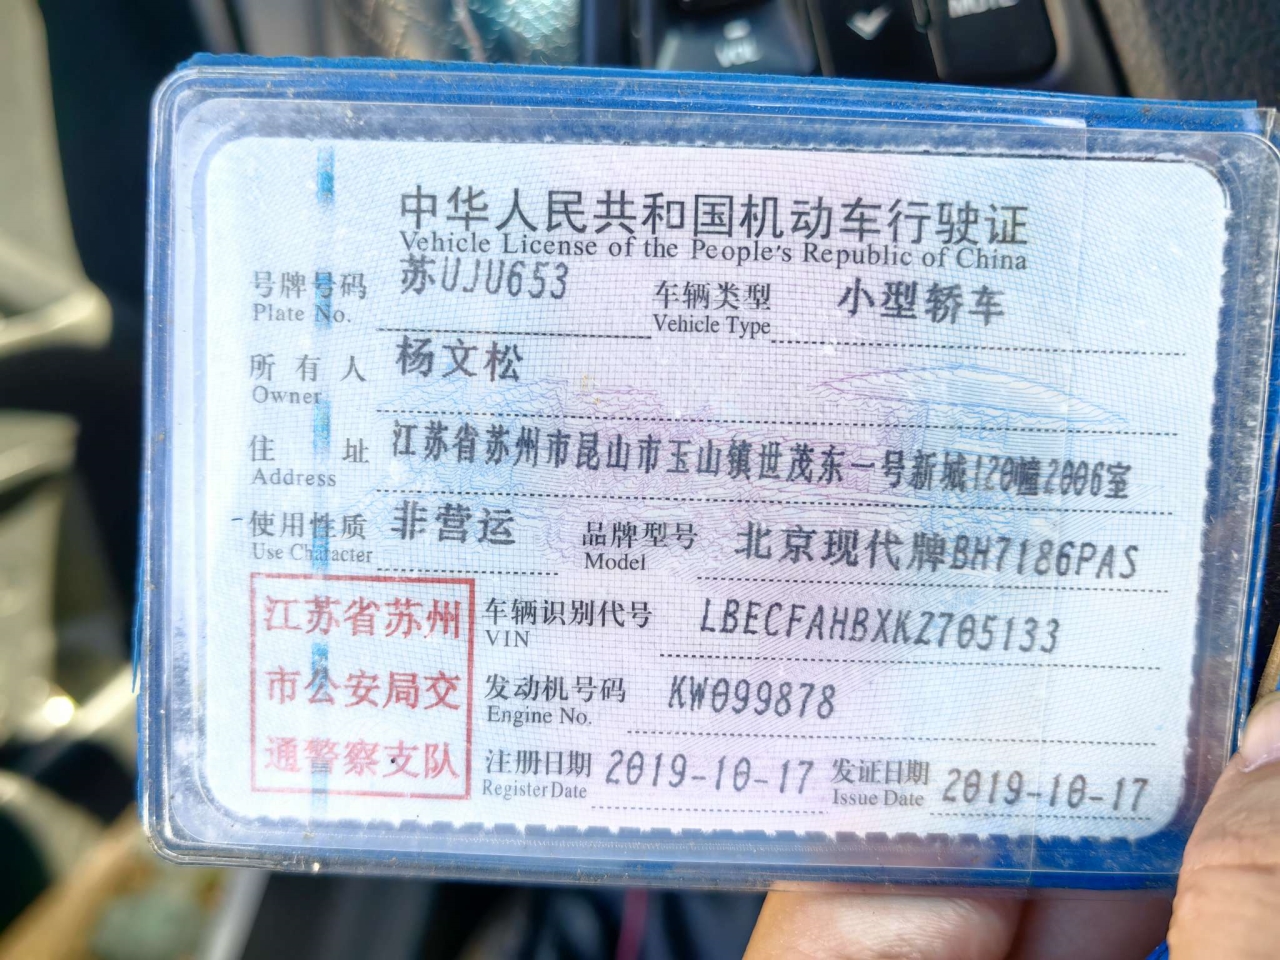 MUTE
VOL
中华人民共和国机动车行驶证
Vehicle License of the People's Republic of China
号牌号码 苏UJU653 车辆类型 小型轿车
Plate No. Vehicle Type
所有人 杨文松
Owner
住址 江苏省苏州市昆山市玉山镇世茂东一号新城120幢2006室
Address
使用性质 非营运 品牌型号 北京现代牌BH7186PAS
Use Character Model
江苏省苏州
市公安局交
通警察支队
车辆识别代号 LBECFAHBXKZ705133
VIN
发动机号码 KW099878
Engine No.
注册日期 2019-10-17 发证日期 2019-10-17
Register Date Issue Date